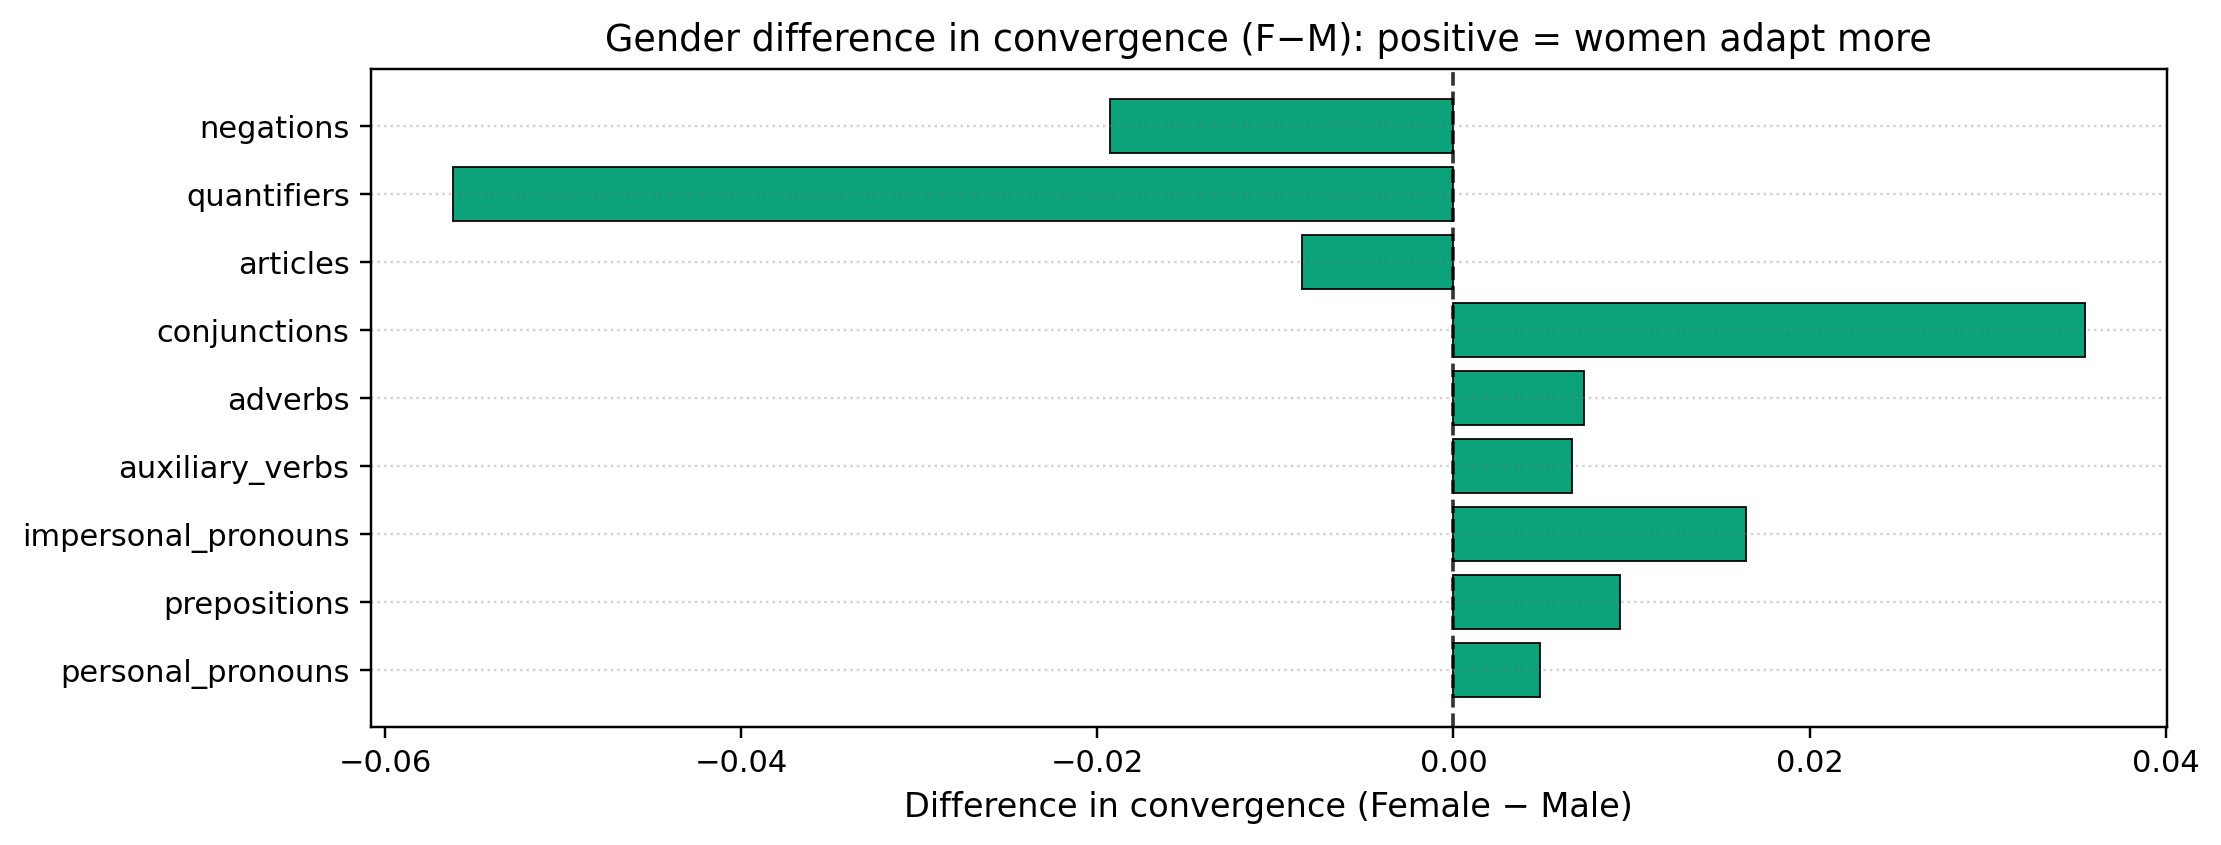 Gender difference in convergence (F−M): positive = women adapt more
negations
quantifiers
articles
conjunctions
adverbs
auxiliary_verbs
impersonal_pronouns
prepositions
personal_pronouns
−0.06 −0.04 −0.02 0.00 0.02 0.04
Difference in convergence (Female − Male)